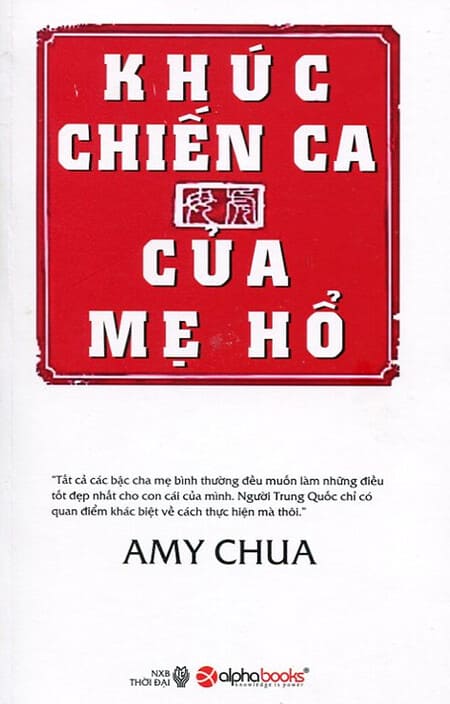 KHÚC
CHIẾN CA
CỦA
MẸ HỔ
"Tất cả các bậc cha mẹ bình thường đều muốn làm những điều
tốt đẹp nhất cho con cái của mình. Người Trung Quốc chỉ có
quan điểm khác biệt về cách thực hiện mà thôi."
AMY CHUA
NXB
THỜI ĐẠI
alphabooks®
knowledge is power